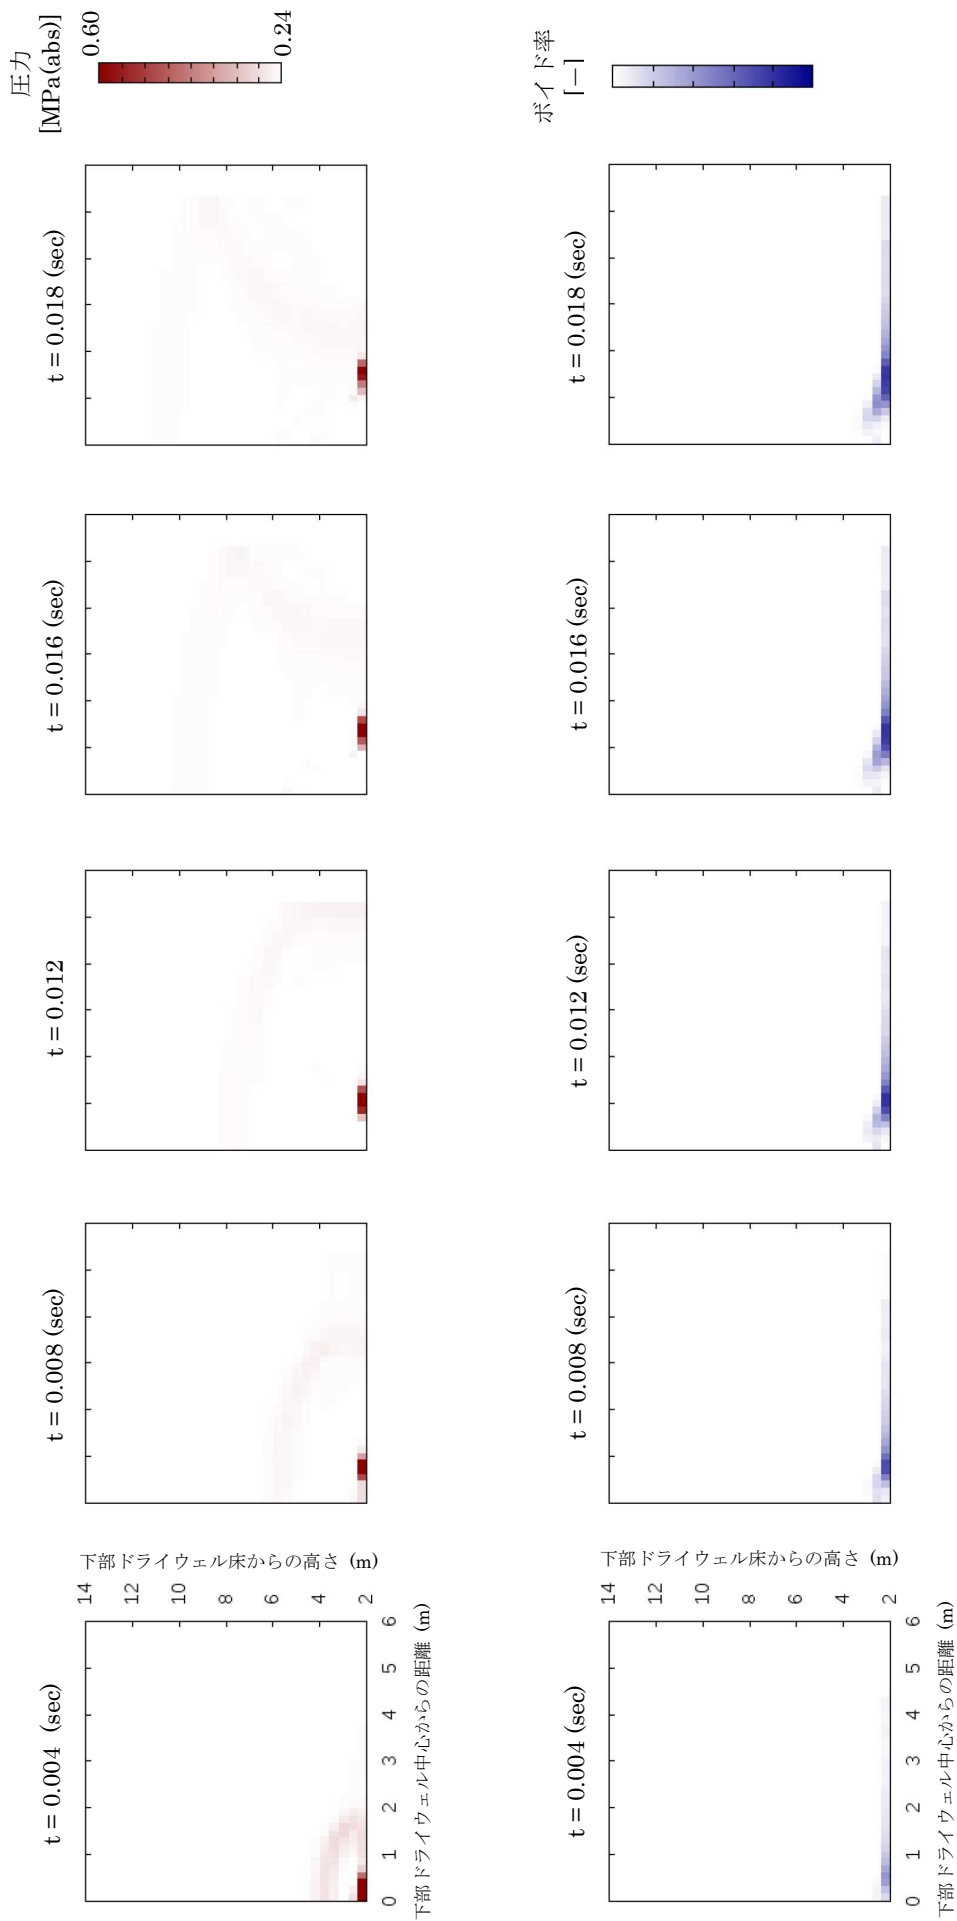 t = 0.004 (sec)
t = 0.008 (sec)
t = 0.012
t = 0.016 (sec)
t = 0.018 (sec)
圧力
[MPa(abs)]
0.60
0.24
14
12
10
8
6
4
2
下部ドライウェル床からの高さ (m)
0 1 2 3 4 5 6
下部ドライウェル中心からの距離 (m)
t = 0.004 (sec)
t = 0.008 (sec)
t = 0.012 (sec)
t = 0.016 (sec)
t = 0.018 (sec)
ボイド率
[—]
14
12
10
8
6
4
2
下部ドライウェル床からの高さ (m)
0 1 2 3 4 5 6
下部ドライウェル中心からの距離 (m)